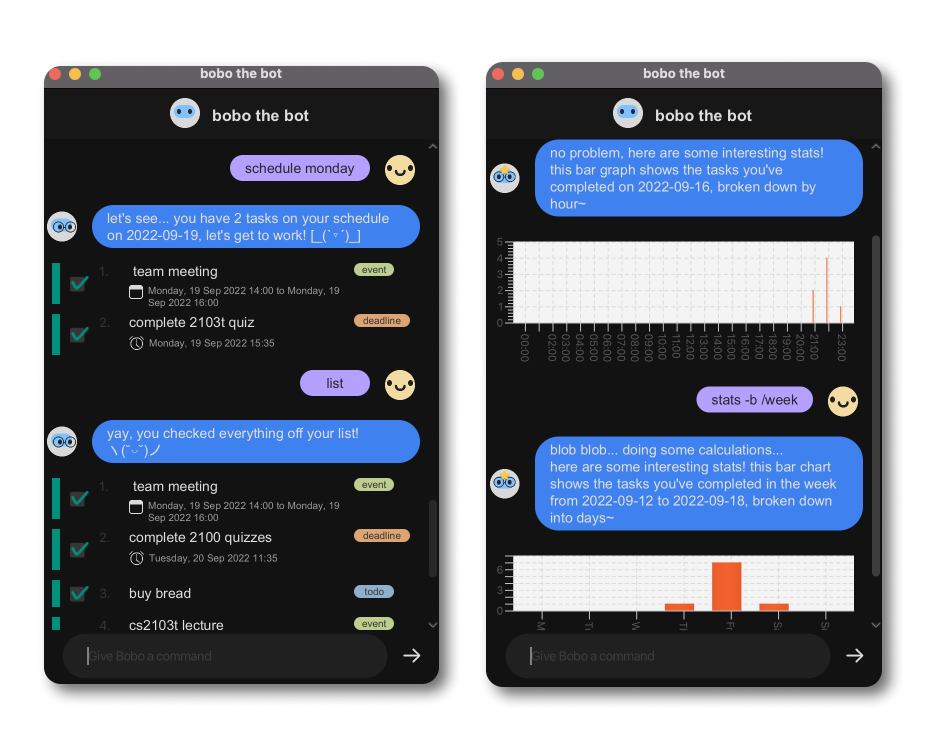 bobo the bot
bobo the bot
schedule monday
let's see... you have 2 tasks on your schedule
on 2022-09-19, let's get to work!
1. team meeting
event
Monday, 19 Sep 2022 14:00 to Monday, 19
Sep 2022 16:00
2. complete 2103t quiz
deadline
Monday, 19 Sep 2022 15:35
list
yay, you checked everything off your list!
1. team meeting
event
Monday, 19 Sep 2022 14:00 to Monday, 19
Sep 2022 16:00
2. complete 2100 quizzes
deadline
Tuesday, 20 Sep 2022 11:35
3. buy bread
todo
4. cs2103t lecture
event
Give Bobo a command
bobo the bot
bobo the bot
no problem, here are some interesting stats!
this bar graph shows the tasks you've
completed on 2022-09-16, broken down by
hour~
5
4
3
2
1
0
00:00
02:00
03:00
04:00
05:00
06:00
07:00
08:00
09:00
10:00
11:00
12:00
13:00
14:00
15:00
16:00
17:00
18:00
19:00
20:00
21:00
23:00
stats -b /week
blob blob... doing some calculations...
here are some interesting stats! this bar chart
shows the tasks you've completed in the week
from 2022-09-12 to 2022-09-18, broken down
into days~
6
3
0
Give Bobo a command